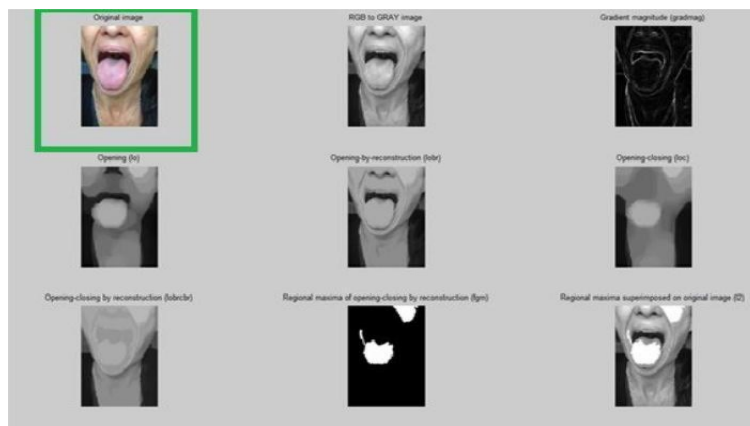 Original image
RGB to GRAY image
Gradient magnitude (gradmag)
Opening (Io)
Opening-by-reconstruction (Iobr)
Opening-closing (Ioc)
Opening-closing by reconstruction (Iobrcbr)
Regional maxima of opening-closing by reconstruction (fgm)
Regional maxima superimposed on original image (I2)